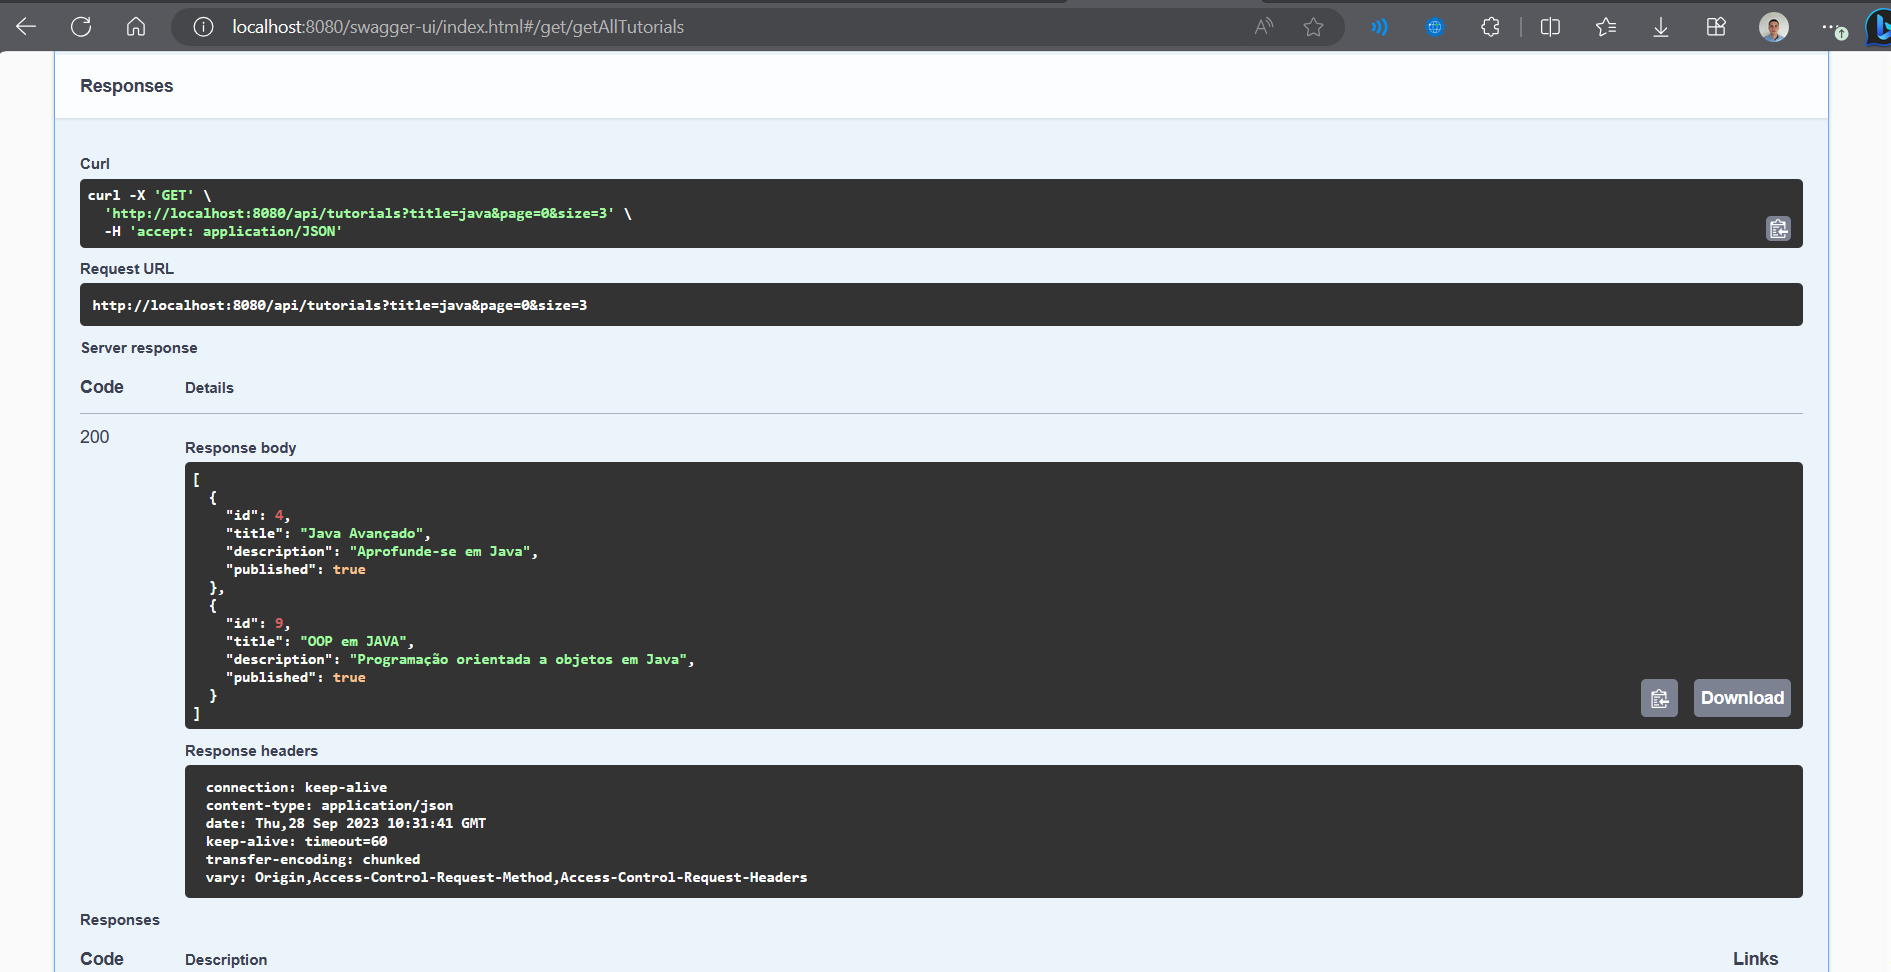 localhost:8080/swagger-ui/index.html#/get/getAllTutorials
Responses
Curl
curl -X 'GET' \
  'http://localhost:8080/api/tutorials?title=java&page=0&size=3' \
  -H 'accept: application/JSON'
Request URL
http://localhost:8080/api/tutorials?title=java&page=0&size=3
Server response
Code Details
200
Response body
[
  {
    "id": 4,
    "title": "Java Avançado",
    "description": "Aprofunde-se em Java",
    "published": true
  },
  {
    "id": 9,
    "title": "OOP em JAVA",
    "description": "Programação orientada a objetos em Java",
    "published": true
  }
]
Download
Response headers
connection: keep-alive
content-type: application/json
date: Thu,28 Sep 2023 10:31:41 GMT
keep-alive: timeout=60
transfer-encoding: chunked
vary: Origin,Access-Control-Request-Method,Access-Control-Request-Headers
Responses
Code Description Links